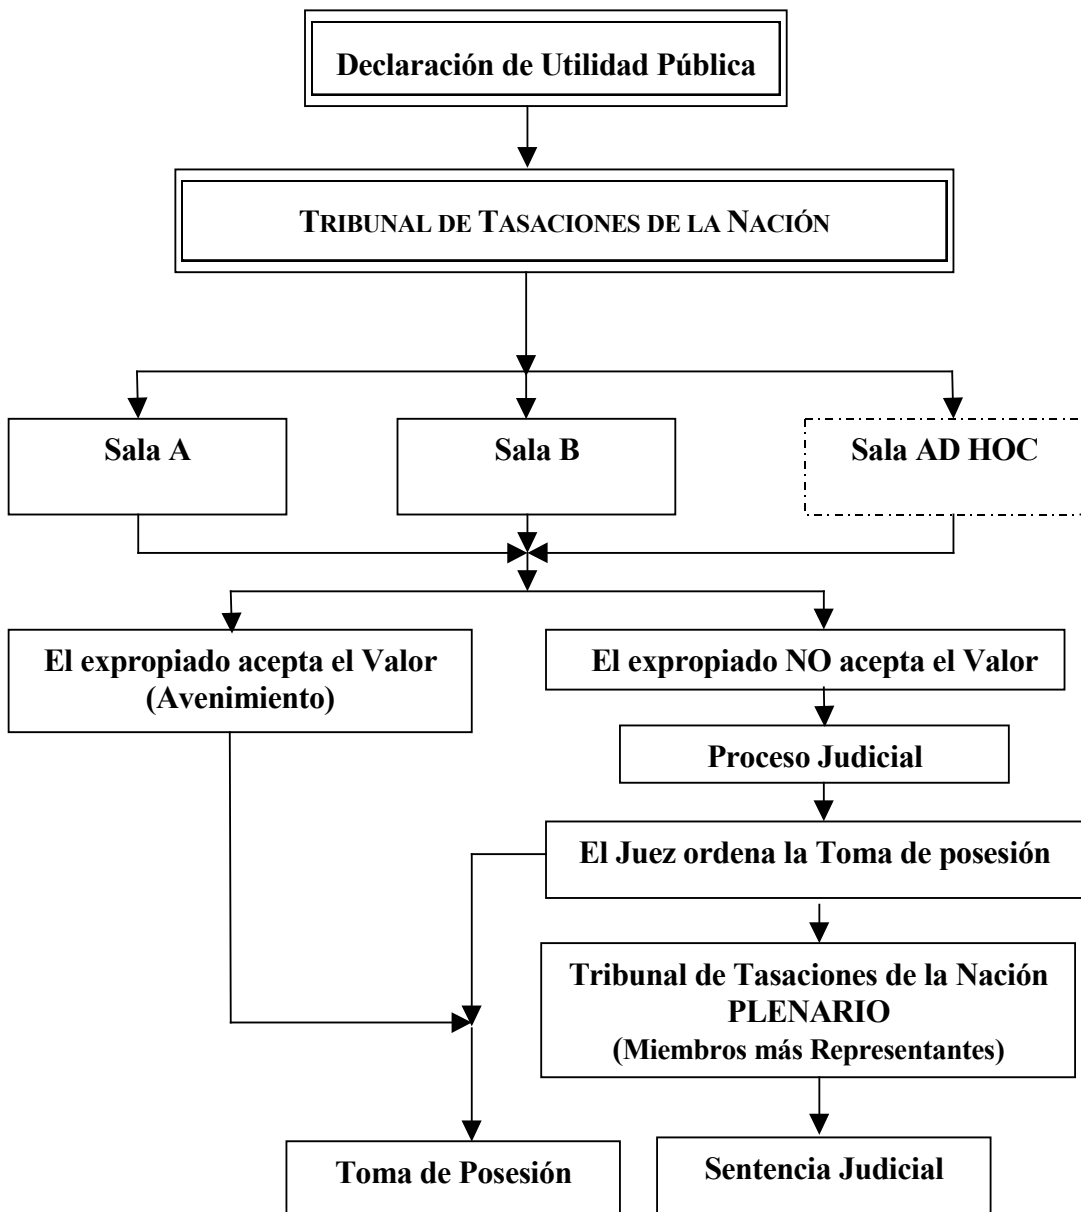 Declaración de Utilidad Pública
TRIBUNAL DE TASACIONES DE LA NACIÓN
Sala A
Sala B
Sala AD HOC
El expropiado acepta el Valor
(Avenimiento)
El expropiado NO acepta el Valor
Proceso Judicial
El Juez ordena la Toma de posesión
Tribunal de Tasaciones de la Nación
PLENARIO
(Miembros más Representantes)
Toma de Posesión
Sentencia Judicial